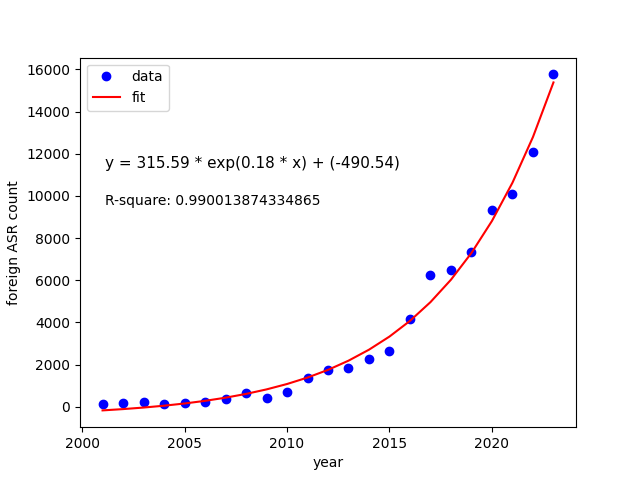 data
fit
y = 315.59 * exp(0.18 * x) + (-490.54)
R-square: 0.990013874334865
foreign ASR count
16000
14000
12000
10000
8000
6000
4000
2000
0
2000
2005
2010
2015
2020
year